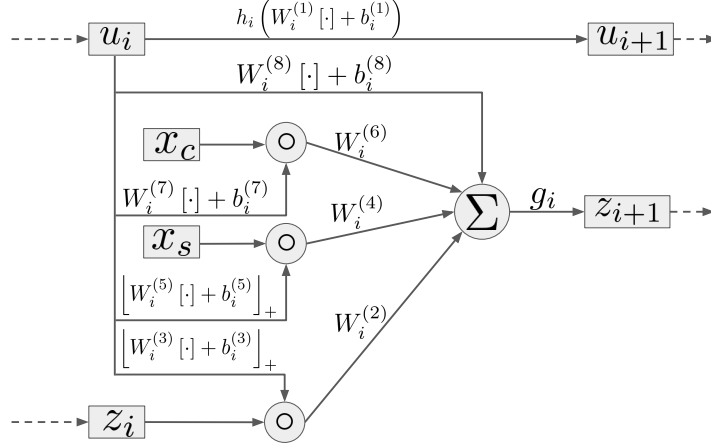 u_i h_i(W_i^{(1)} [·] + b_i^{(1)}) u_{i+1}
W_i^{(8)} [·] + b_i^{(8)}
x_c ∘ W_i^{(6)}
W_i^{(7)} [·] + b_i^{(7)}
x_s ∘ W_i^{(4)} Σ g_i z_{i+1}
⌊W_i^{(5)} [·] + b_i^{(5)}⌋_+
⌊W_i^{(3)} [·] + b_i^{(3)}⌋_+ W_i^{(2)}
z_i ∘